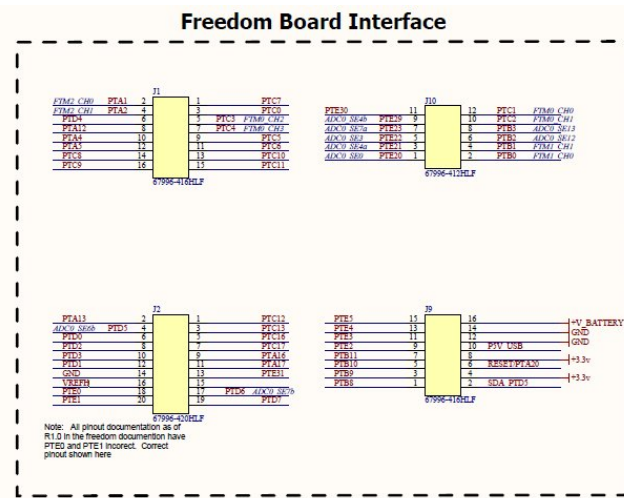 Freedom Board Interface
J1
FTM2_CH0 PTA1 2 1 PTC7
FTM2_CH1 PTA2 4 3 PTC0
PTD4 6 5 PTC3 FTM0_CH2
PTA12 8 7 PTC4 FTM0_CH3
PTA4 10 9 PTC5
PTA5 12 11 PTC6
PTC8 14 13 PTC10
PTC9 16 15 PTC11
67996-416HLF
J10
PTE30 11 12 PTC1 FTM0_CH0
ADC0_SE4b PTE29 9 10 PTC2 FTM0_CH1
ADC0_SE7a PTE23 7 8 PTB3 ADC0_SE13
ADC0_SE3 PTE22 5 6 PTB2 ADC0_SE12
ADC0_SE4a PTE21 3 4 PTB1 FTM1_CH1
ADC0_SE0 PTE20 1 2 PTB0 FTM1_CH0
67996-412HLF
J2
PTA13 2 1 PTC12
ADC0_SE6b PTD5 4 3 PTC13
PTD0 6 5 PTC16
PTD2 8 7 PTC17
PTD3 10 9 PTA16
PTD1 12 11 PTA17
GND 14 13 PTE31
VREFH 16 15
PTE0 18 17 PTD6 ADC0_SE7b
PTE1 20 19 PTD7
67996-420HLF
J9
PTE5 15 16 +V_BATTERY
PTE4 13 14 GND
PTE3 11 12 GND
PTE2 9 10 P5V_USB
PTB11 7 8 +3.3v
PTB10 5 6 RESET/PTA20
PTB9 3 4 +3.3v
PTB8 1 2 SDA_PTD5
67996-416HLF
Note: All pinout documentation as of
R1.0 in the freedom documention have
PTE0 and PTE1 incorect. Correct
pinout shown here